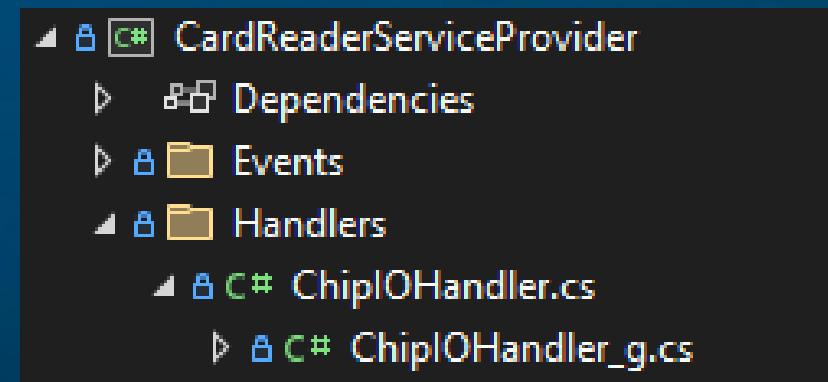 C# CardReaderServiceProvider
Dependencies
Events
Handlers
C# ChipIOHandler.cs
C# ChipIOHandler_g.cs